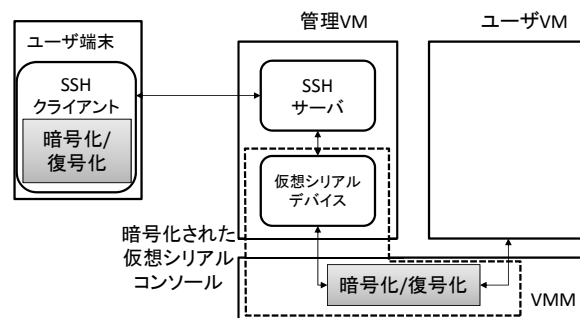 ユーザ端末
SSH
クライアント
暗号化/
復号化
管理VM
SSH
サーバ
仮想シリアル
デバイス
ユーザVM
暗号化された
仮想シリアル
コンソール
暗号化/復号化
VMM